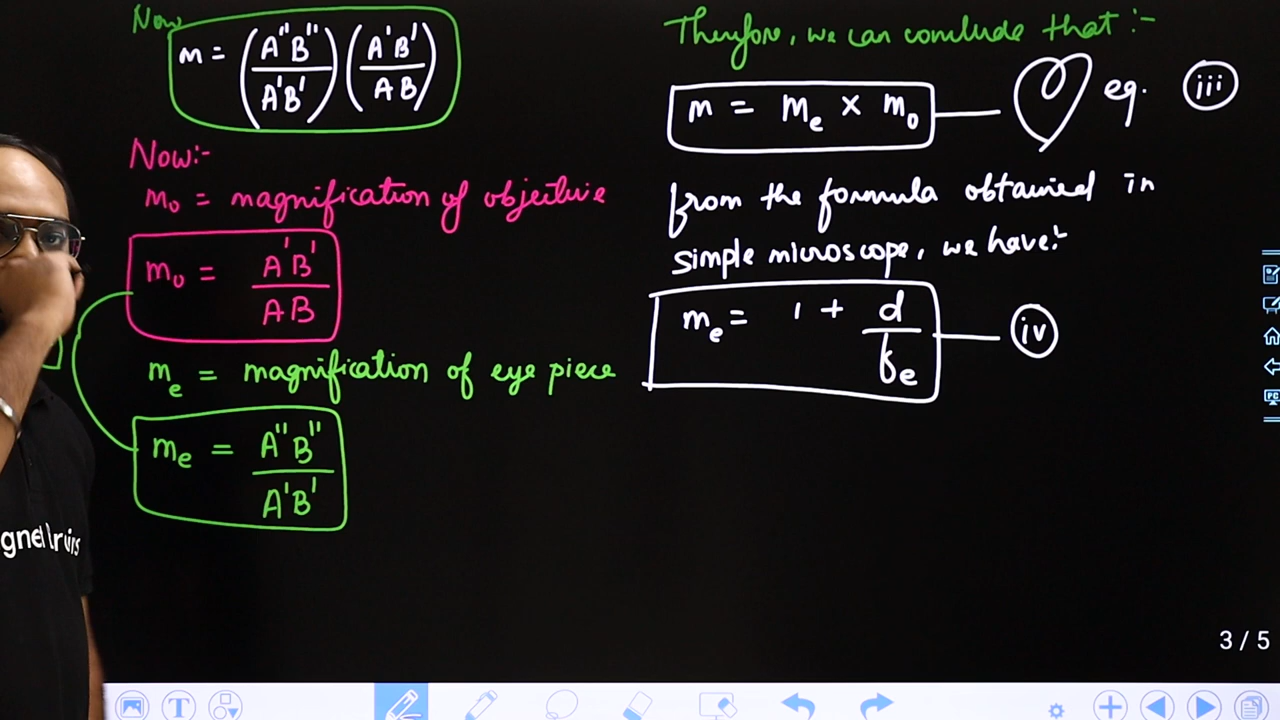 Now
m = (A"B"/A'B') (A'B'/AB)
Now:-
m₀ = magnification of objective
m₀ = A'B'/AB
mₑ = magnification of eye piece
mₑ = A"B"/A'B'
Therefore, we can conclude that :-
m = mₑ × m₀ — eq. (iii)
from the formula obtained in
simple microscope, we have:-
mₑ = 1 + d/fₑ — (iv)
3 / 5
T